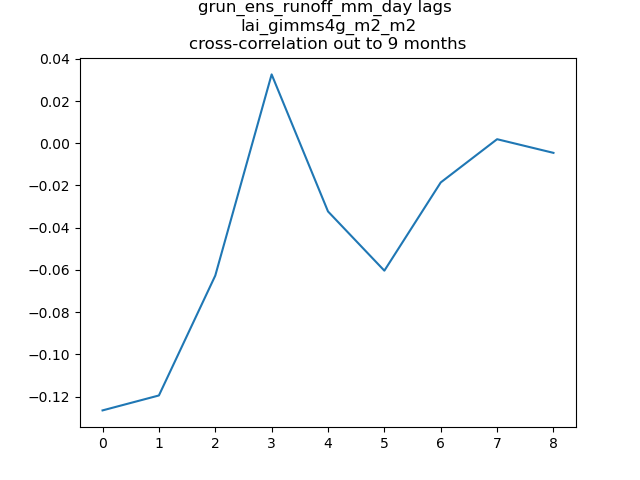 grun_ens_runoff_mm_day lags
lai_gimms4g_m2_m2
cross-correlation out to 9 months
0.04
0.02
0.00
−0.02
−0.04
−0.06
−0.08
−0.10
−0.12
0 1 2 3 4 5 6 7 8